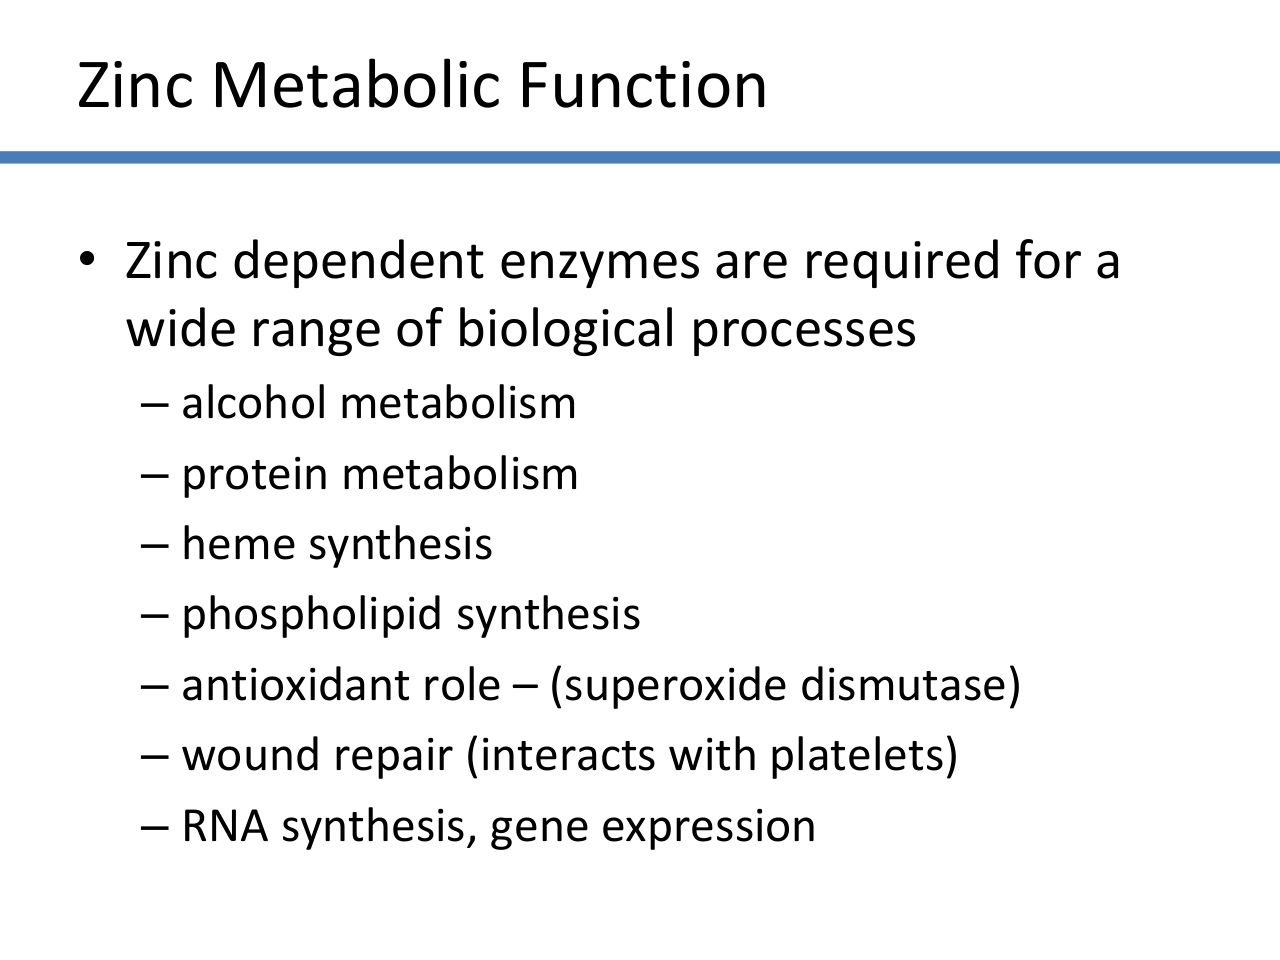 Zinc Metabolic Function
• Zinc dependent enzymes are required for a
wide range of biological processes
– alcohol metabolism
– protein metabolism
– heme synthesis
– phospholipid synthesis
– antioxidant role – (superoxide dismutase)
– wound repair (interacts with platelets)
– RNA synthesis, gene expression